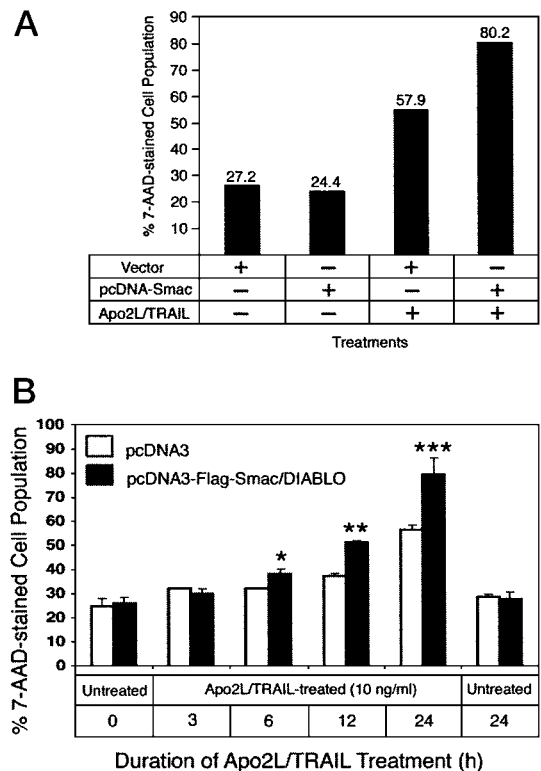 A
% 7-AAD-stained Cell Population
90
80
70
60
50
40
30
20
10
27.2
24.4
57.9
80.2
Vector + − + −
pcDNA-Smac − + − +
Apo2L/TRAIL − − + +
Treatments
B
% 7-AAD-stained Cell Population
100
90
80
70
60
50
40
30
20
10
0
pcDNA3
pcDNA3-Flag-Smac/DIABLO
*
**
***
Untreated Apo2L/TRAIL-treated (10 ng/ml) Untreated
0 3 6 12 24 24
Duration of Apo2L/TRAIL Treatment (h)